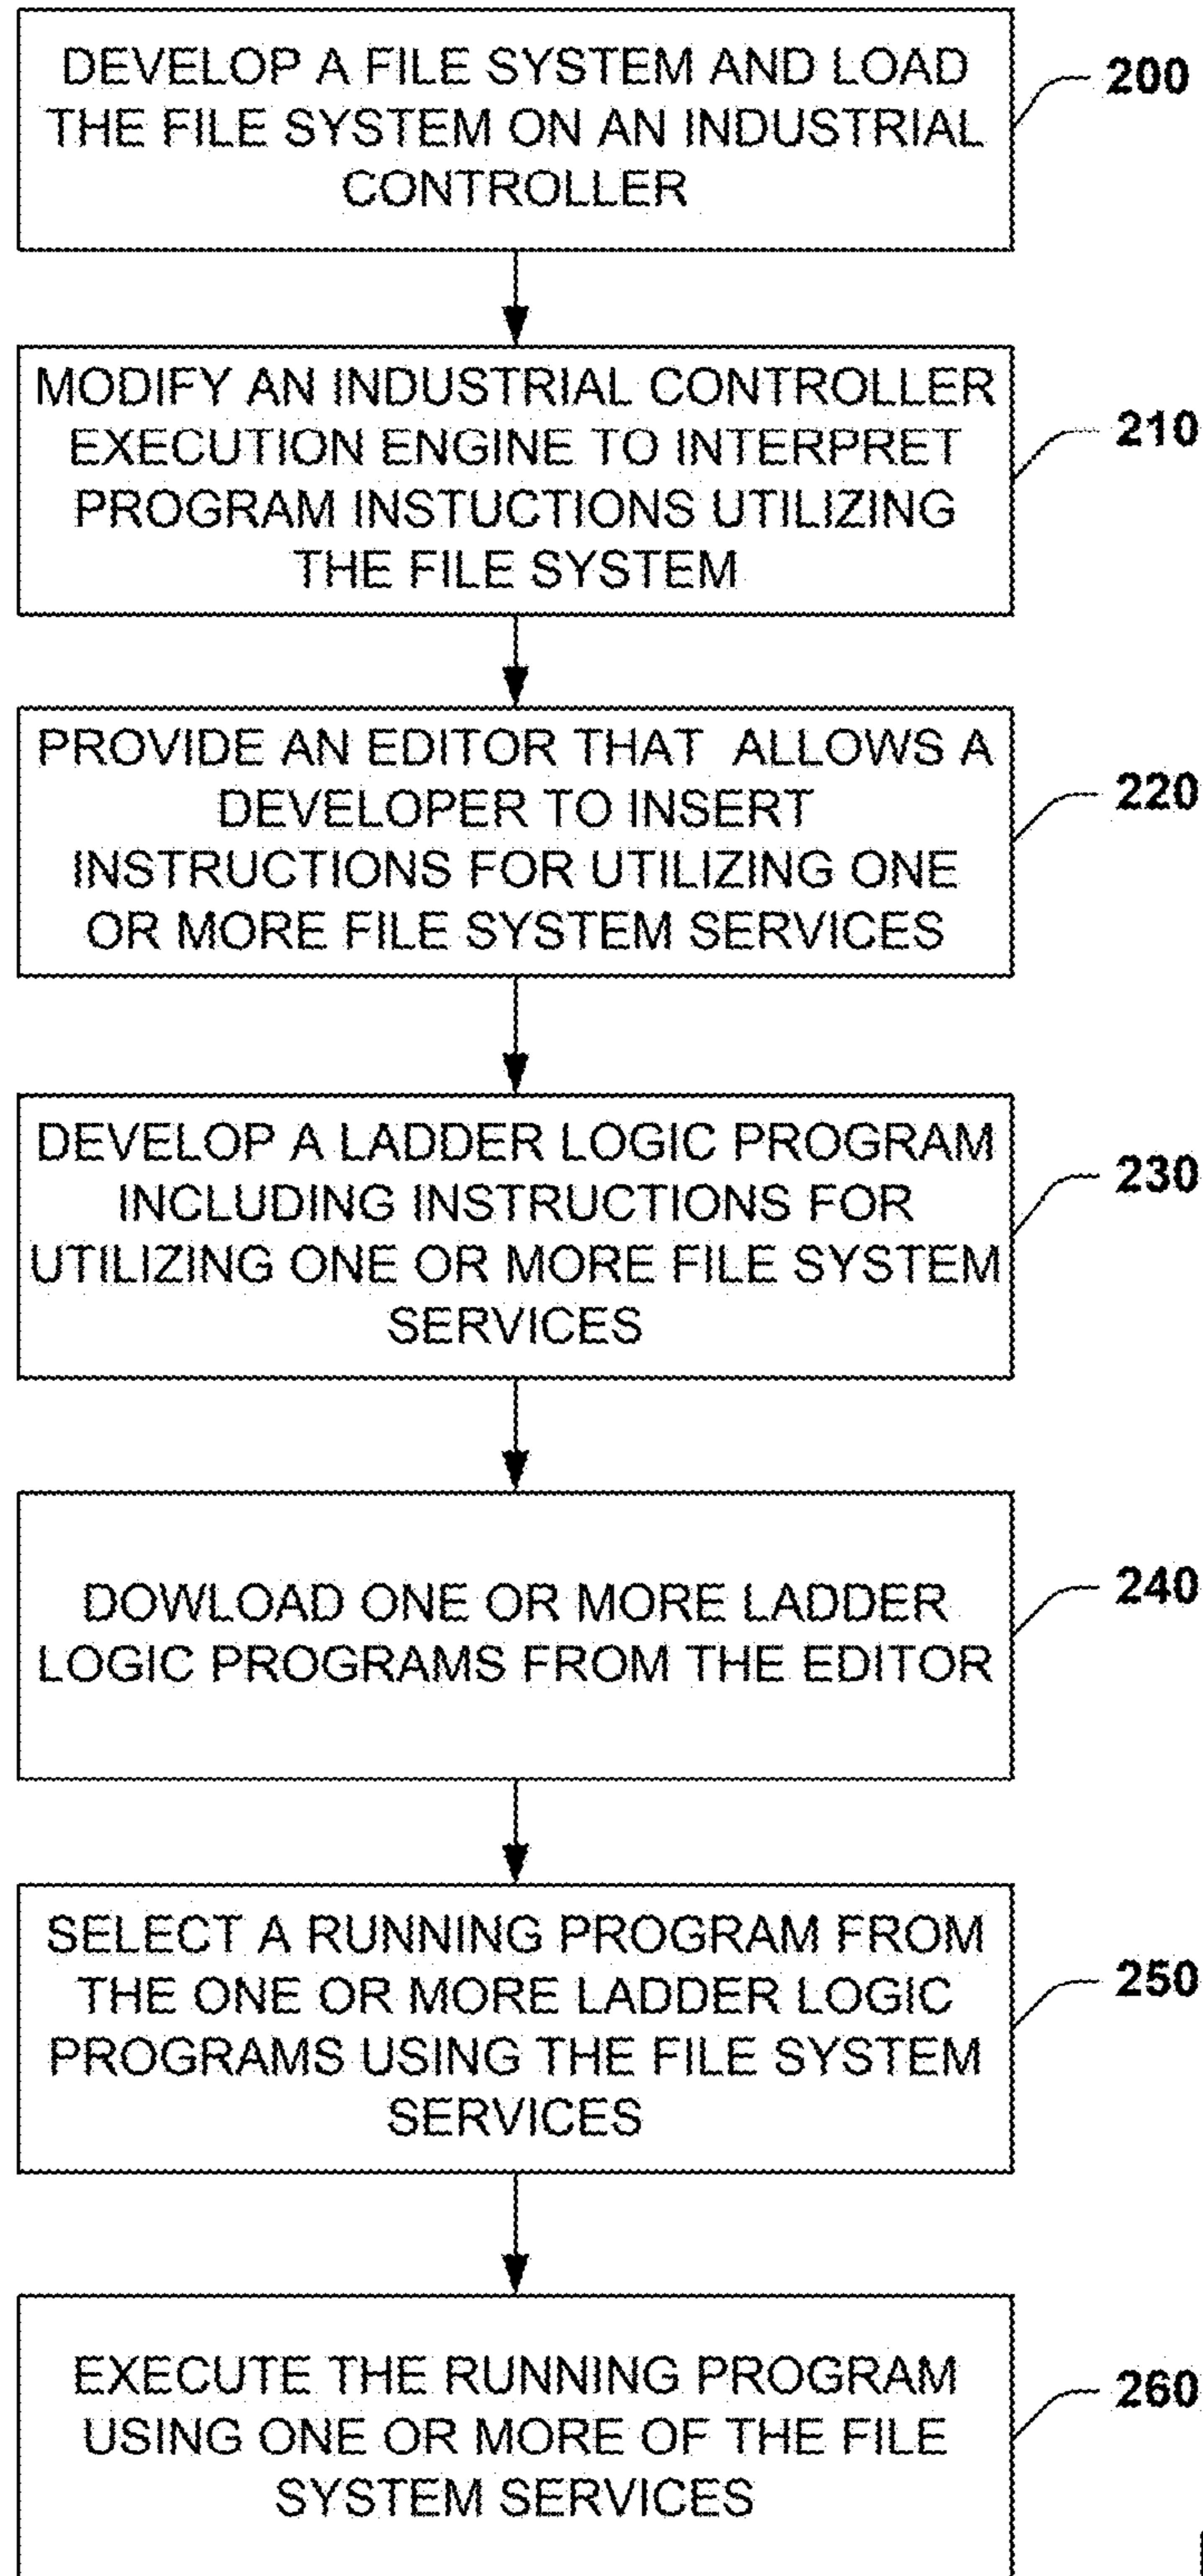 DEVELOP A FILE SYSTEM AND LOAD
THE FILE SYSTEM ON AN INDUSTRIAL
CONTROLLER
200
MODIFY AN INDUSTRIAL CONTROLLER
EXECUTION ENGINE TO INTERPRET
PROGRAM INSTUCTIONS UTILIZING
THE FILE SYSTEM
210
PROVIDE AN EDITOR THAT ALLOWS A
DEVELOPER TO INSERT
INSTRUCTIONS FOR UTILIZING ONE
OR MORE FILE SYSTEM SERVICES
220
DEVELOP A LADDER LOGIC PROGRAM
INCLUDING INSTRUCTIONS FOR
UTILIZING ONE OR MORE FILE SYSTEM
SERVICES
230
DOWLOAD ONE OR MORE LADDER
LOGIC PROGRAMS FROM THE EDITOR
240
SELECT A RUNNING PROGRAM FROM
THE ONE OR MORE LADDER LOGIC
PROGRAMS USING THE FILE SYSTEM
SERVICES
250
EXECUTE THE RUNNING PROGRAM
USING ONE OR MORE OF THE FILE
SYSTEM SERVICES
260